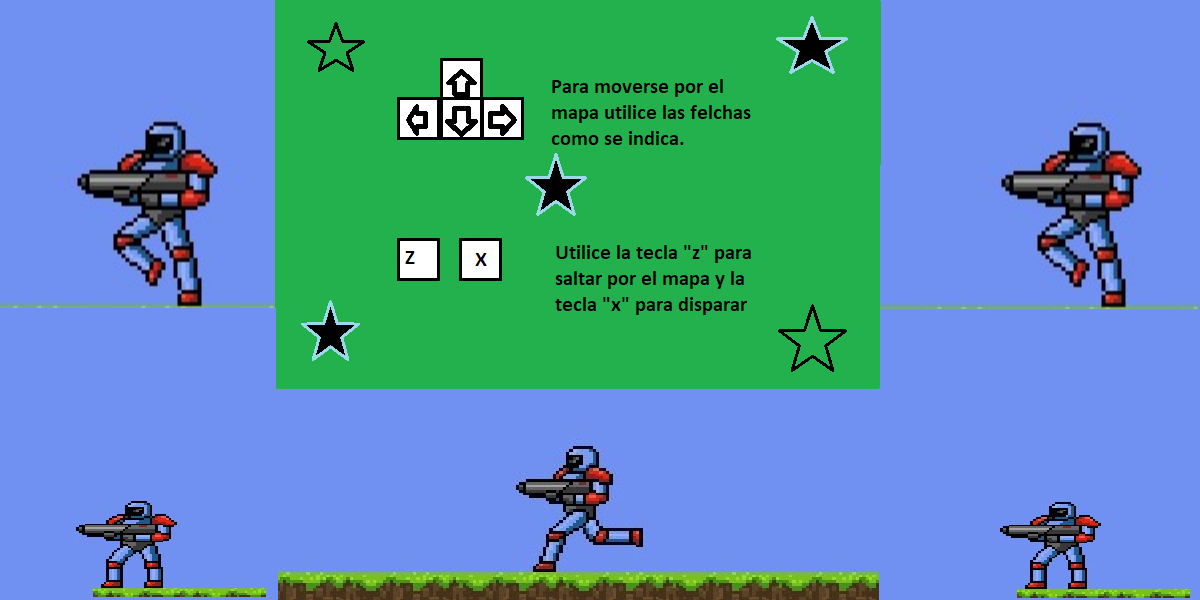 Para moverse por el
mapa utilice las felchas
como se indica.
Z X
Utilice la tecla "z" para
saltar por el mapa y la
tecla "x" para disparar